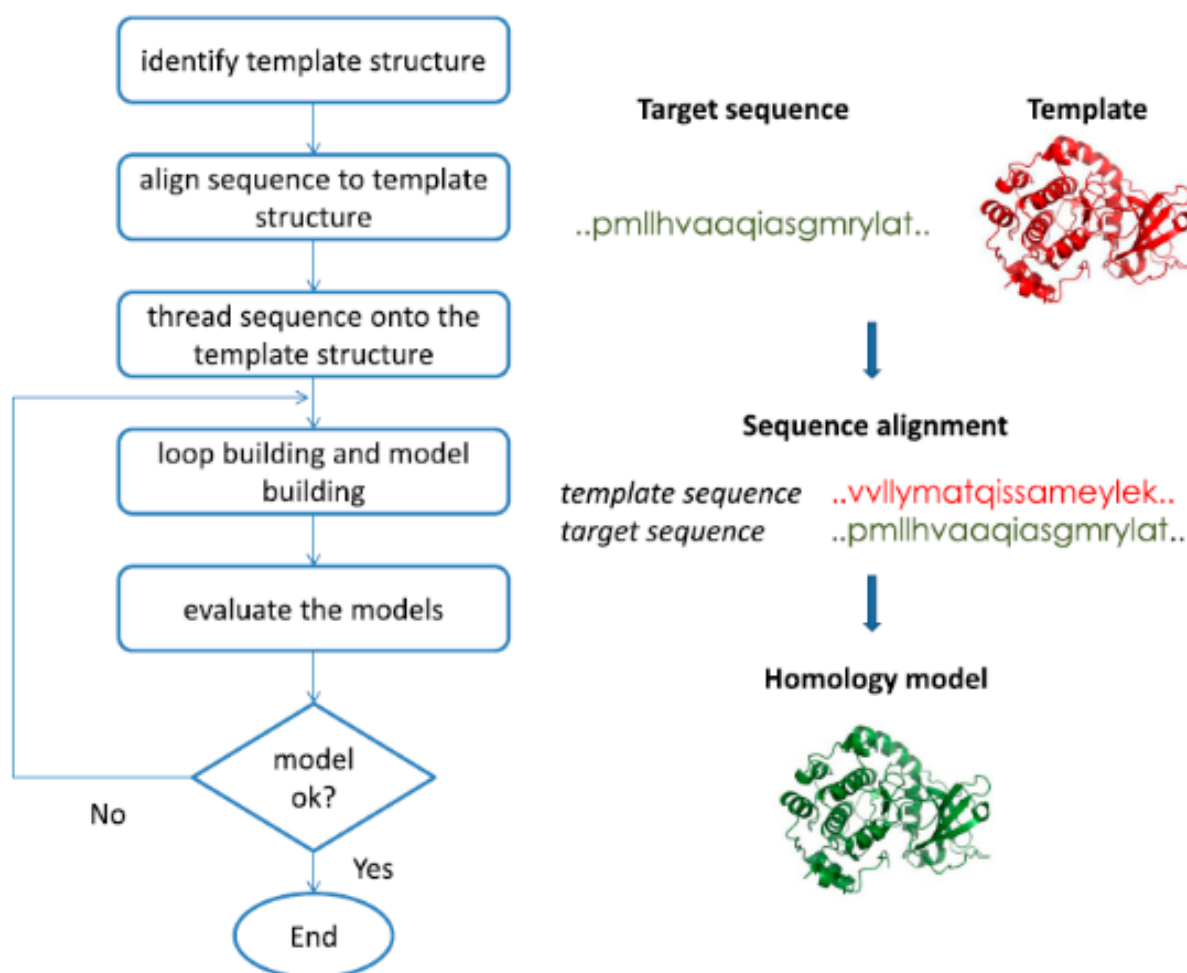 identify template structure
align sequence to template
structure
thread sequence onto the
template structure
loop building and model
building
evaluate the models
model
ok?
No
Yes
End
Target sequence
Template
..pmllhvaaqiasgmrylat..
Sequence alignment
template sequence ..vvllymatqissameylek..
target sequence ..pmllhvaaqiasgmrylat..
Homology model